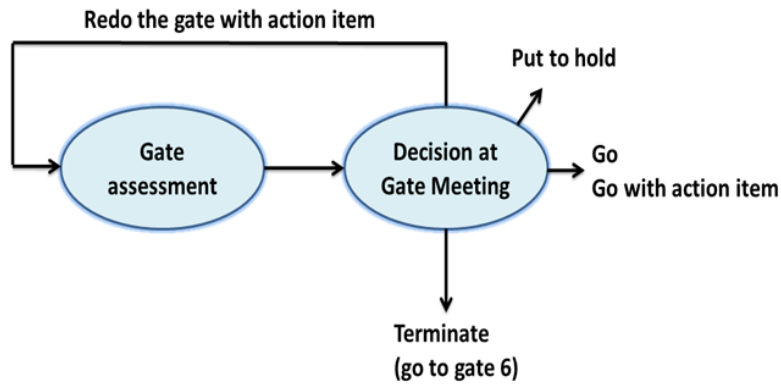 Redo the gate with action item
Put to hold
Gate
assessment
Decision at
Gate Meeting
Go
Go with action item
Terminate
(go to gate 6)